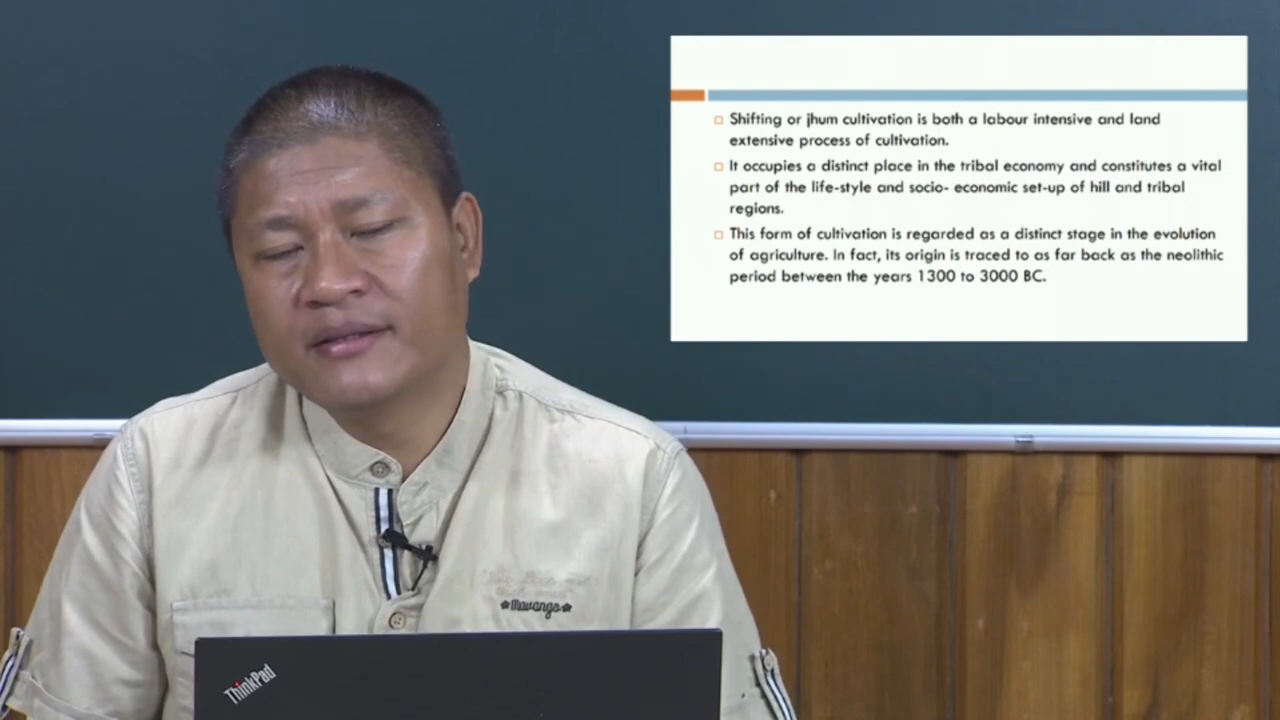 Shifting or jhum cultivation is both a labour intensive and land
extensive process of cultivation.
It occupies a distinct place in the tribal economy and constitutes a vital
part of the life-style and socio- economic set-up of hill and tribal
regions.
This form of cultivation is regarded as a distinct stage in the evolution
of agriculture. In fact, its origin is traced to as far back as the neolithic
period between the years 1300 to 3000 BC.
Mavango
ThinkPad